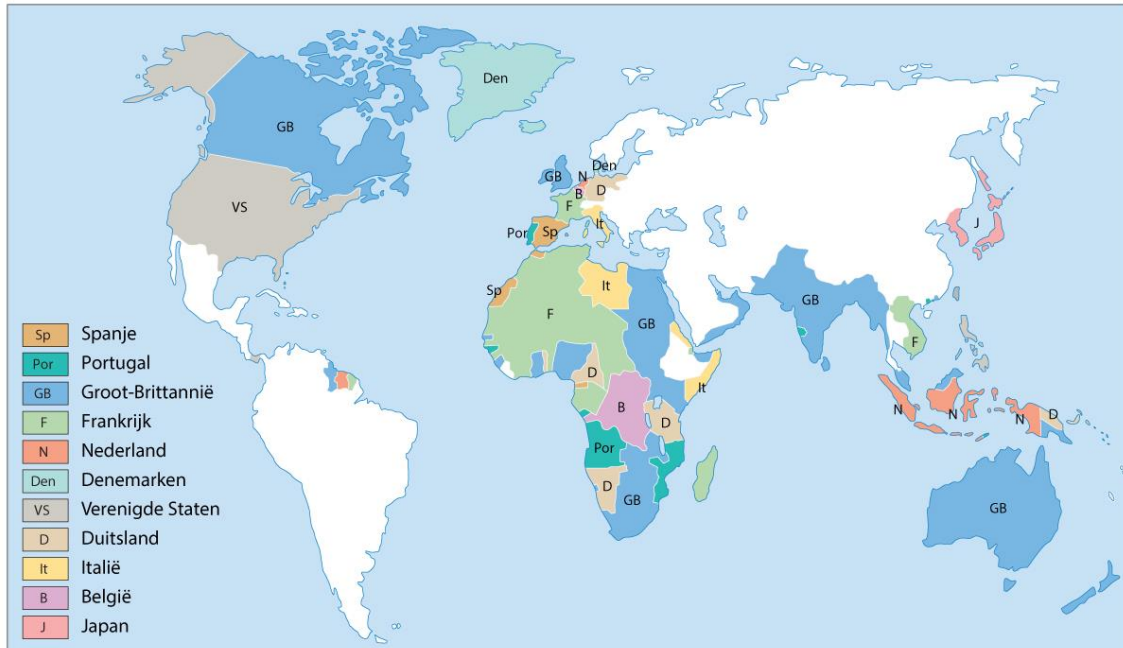 Den
GB
VS
GB
Den
N
B
D
F
It
Por
Sp
J
Sp
F
It
GB
GB
F
D
It
B
D
Por
D
GB
N
N
N
D
GB
Sp Spanje
Por Portugal
GB Groot-Brittannië
F Frankrijk
N Nederland
Den Denemarken
VS Verenigde Staten
D Duitsland
It Italië
B België
J Japan